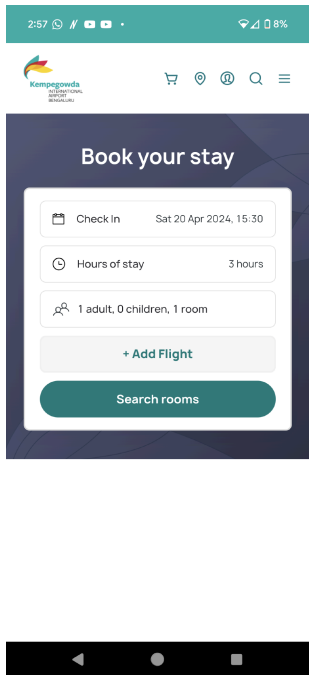 2:57 8%
Kempegowda
INTERNATIONAL
AIRPORT
BENGALURU
Book your stay
Check In Sat 20 Apr 2024, 15:30
Hours of stay 3 hours
1 adult, 0 children, 1 room
+ Add Flight
Search rooms